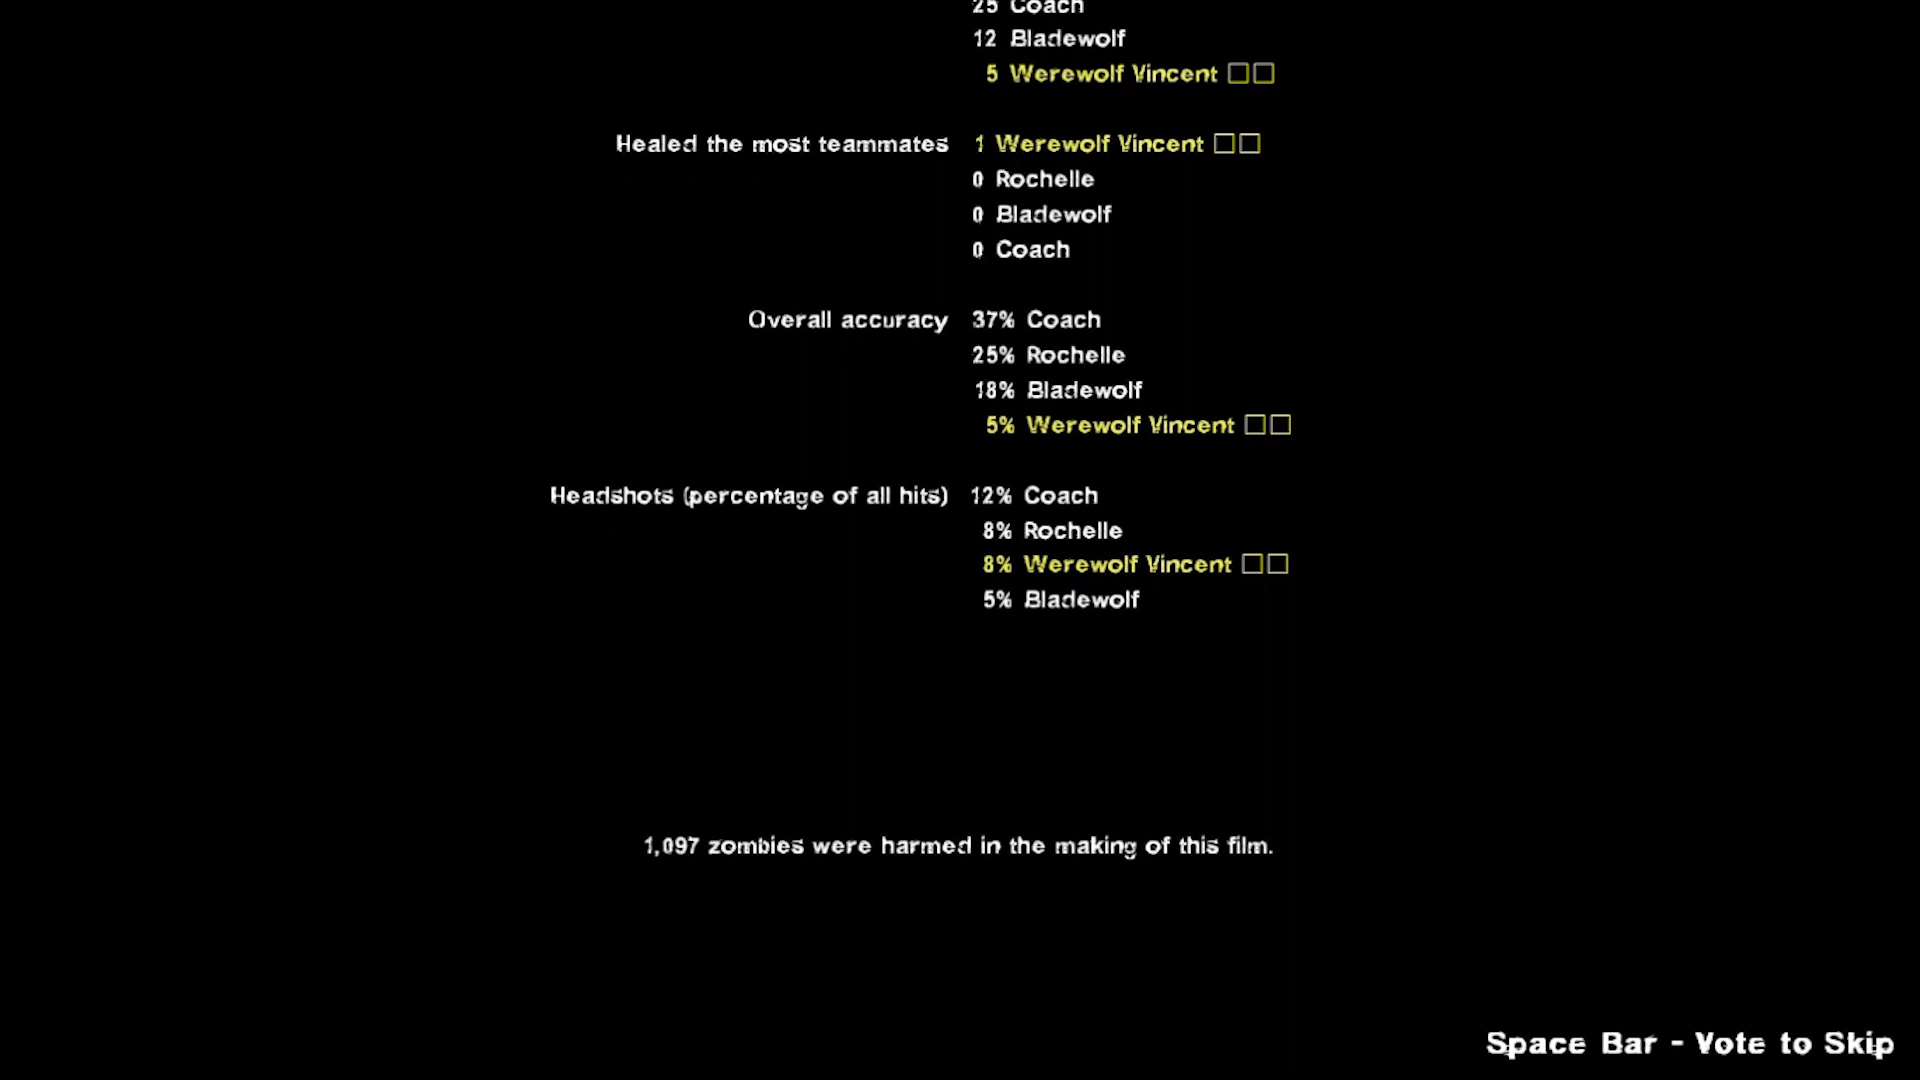 25 Coach
12 Bladewolf
5 Werewolf Vincent □□
Healed the most teammates 1 Werewolf Vincent □□
0 Rochelle
0 Bladewolf
0 Coach
Overall accuracy 37% Coach
25% Rochelle
18% Bladewolf
5% Werewolf Vincent □□
Headshots (percentage of all hits) 12% Coach
8% Rochelle
8% Werewolf Vincent □□
5% Bladewolf
1,097 zombies were harmed in the making of this film.
Space Bar - Vote to Skip